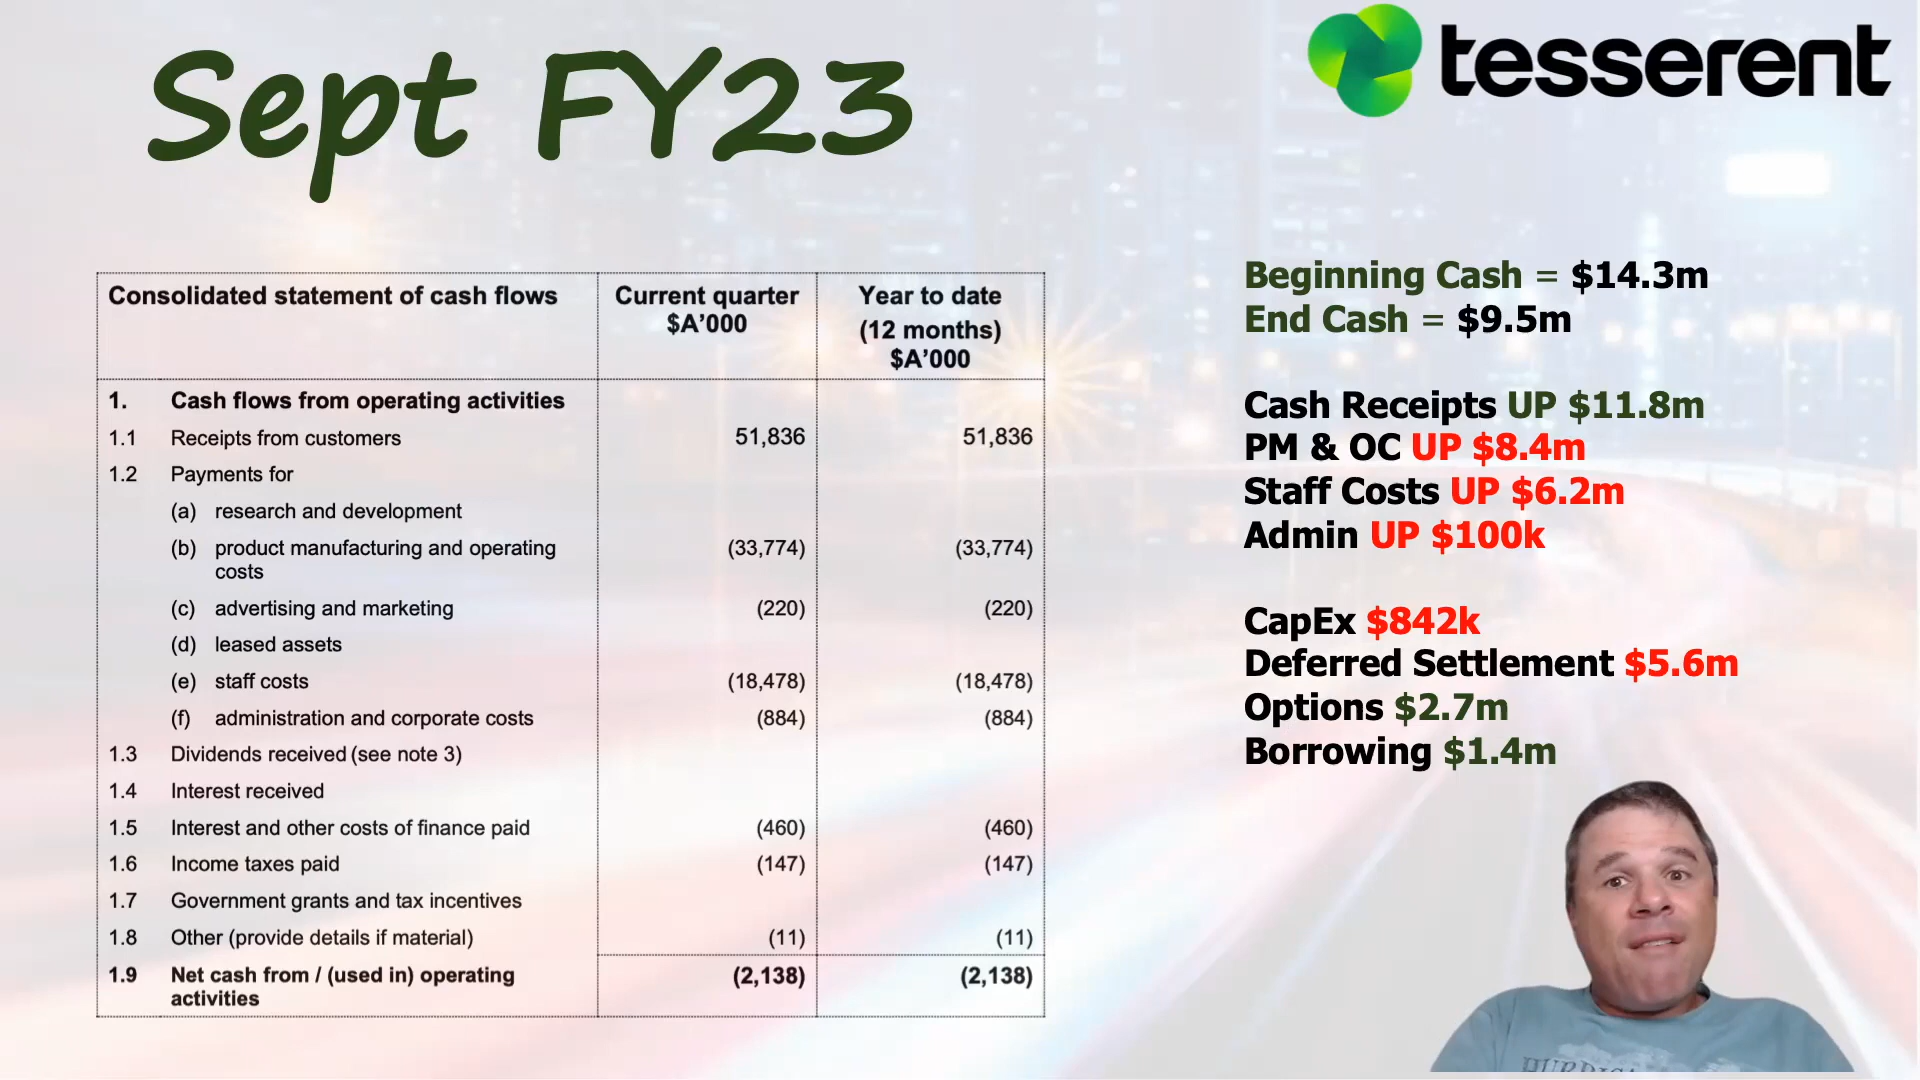 Sept FY23
tesserent
Consolidated statement of cash flows
Current quarter
$A’000
Year to date
(12 months)
$A’000
1. Cash flows from operating activities
1.1 Receipts from customers 51,836 51,836
1.2 Payments for
(a) research and development
(b) product manufacturing and operating
costs (33,774) (33,774)
(c) advertising and marketing (220) (220)
(d) leased assets
(e) staff costs (18,478) (18,478)
(f) administration and corporate costs (884) (884)
1.3 Dividends received (see note 3)
1.4 Interest received
1.5 Interest and other costs of finance paid (460) (460)
1.6 Income taxes paid (147) (147)
1.7 Government grants and tax incentives
1.8 Other (provide details if material) (11) (11)
1.9 Net cash from / (used in) operating
activities (2,138) (2,138)
Beginning Cash = $14.3m
End Cash = $9.5m
Cash Receipts UP $11.8m
PM & OC UP $8.4m
Staff Costs UP $6.2m
Admin UP $100k
CapEx $842k
Deferred Settlement $5.6m
Options $2.7m
Borrowing $1.4m